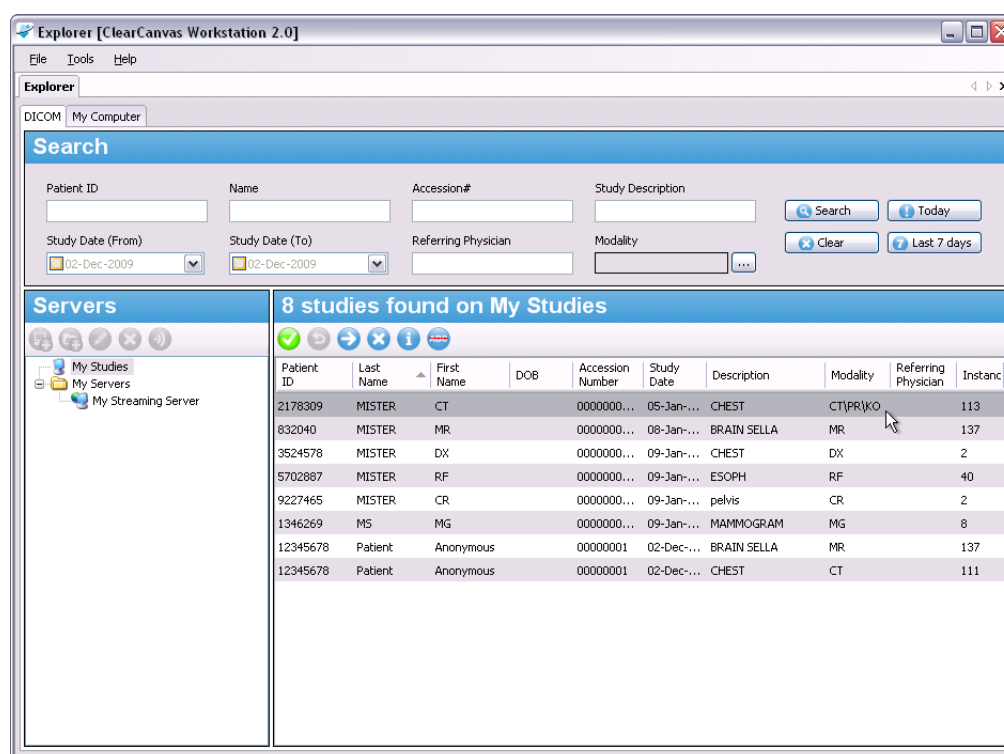 Explorer [ClearCanvas Workstation 2.0]
File Tools Help
Explorer
DICOM My Computer
Search
Patient ID Name Accession# Study Description
Search Today
Study Date (From) Study Date (To) Referring Physician Modality
02-Dec-2009 02-Dec-2009 ... Clear Last 7 days
Servers
My Studies
My Servers
My Streaming Server
8 studies found on My Studies
Patient ID Last Name First Name DOB Accession Number Study Date Description Modality Referring Physician Instanc
2178309 MISTER CT 0000000... 05-Jan-... CHEST CT\PR\KO 113
832040 MISTER MR 0000000... 08-Jan-... BRAIN SELLA MR 137
3524578 MISTER DX 0000000... 09-Jan-... CHEST DX 2
5702887 MISTER RF 0000000... 09-Jan-... ESOPH RF 40
9227465 MISTER CR 0000000... 09-Jan-... pelvis CR 2
1346269 MS MG 0000000... 09-Jan-... MAMMOGRAM MG 8
12345678 Patient Anonymous 00000001 02-Dec-... BRAIN SELLA MR 137
12345678 Patient Anonymous 00000001 02-Dec-... CHEST CT 111